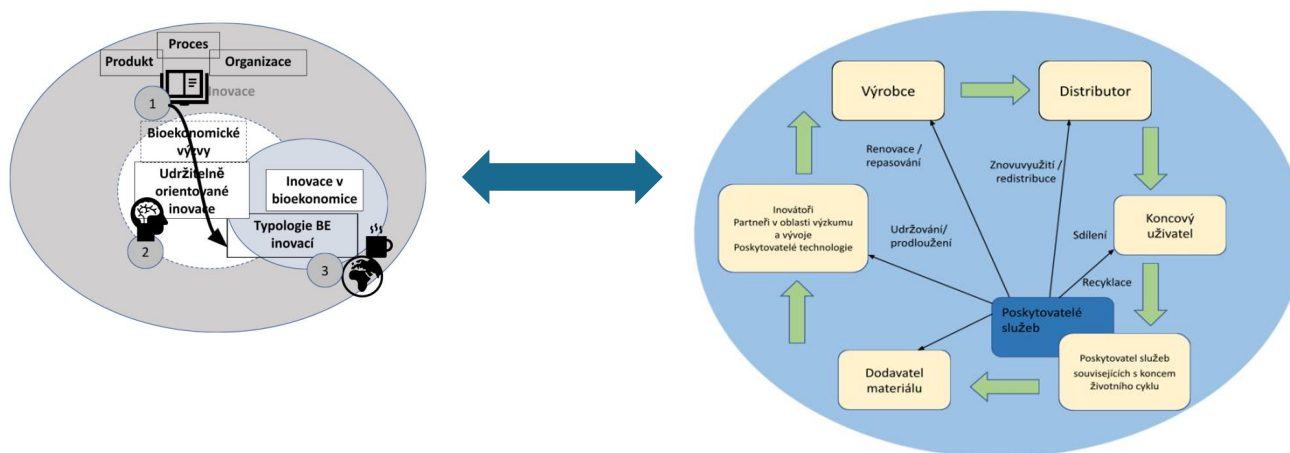 Proces
Produkt
Organizace
Inovace
1
Bioekonomické
výzvy
Udržitelně
orientované
inovace
Inovace v
bioekonomice
Typologie BE
inovací
2
3
Výrobce
Distributor
Renovace /
repasování
Znovuvyužití /
redistribuce
Inovátoři
Partneři v oblasti výzkumu
a vývoje
Poskytovatelé technologie
Udržování/
prodloužení
Sdílení
Koncový
uživatel
Recyklace
Poskytovatelé
služeb
Dodavatel
materiálu
Poskytovatel služeb
souvisejících s koncem
životního cyklu